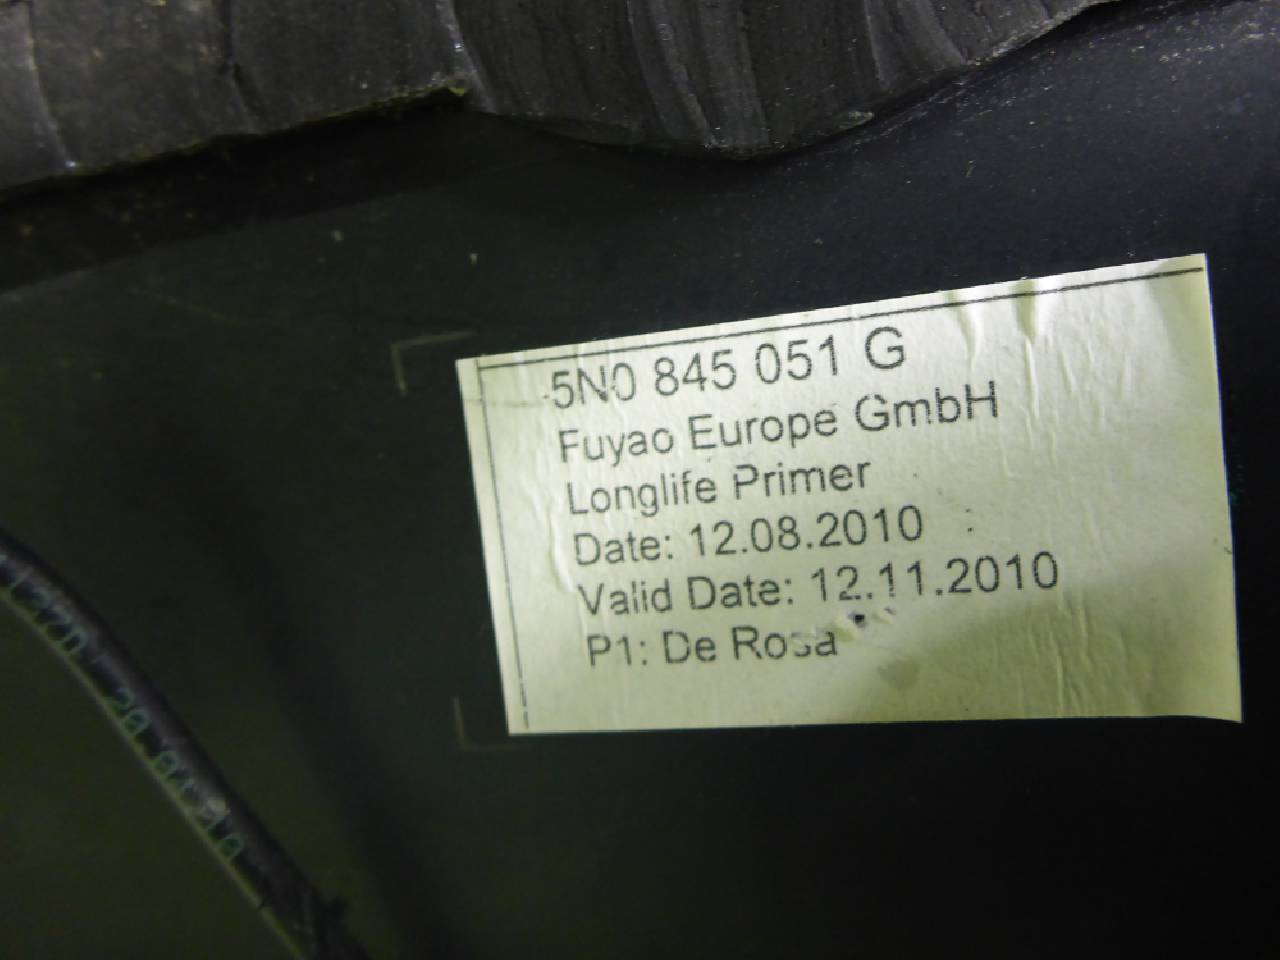 5N0 845 051 G
Fuyao Europe GmbH
Longlife Primer
Date: 12.08.2010
Valid Date: 12.11.2010
P1: De Rosa